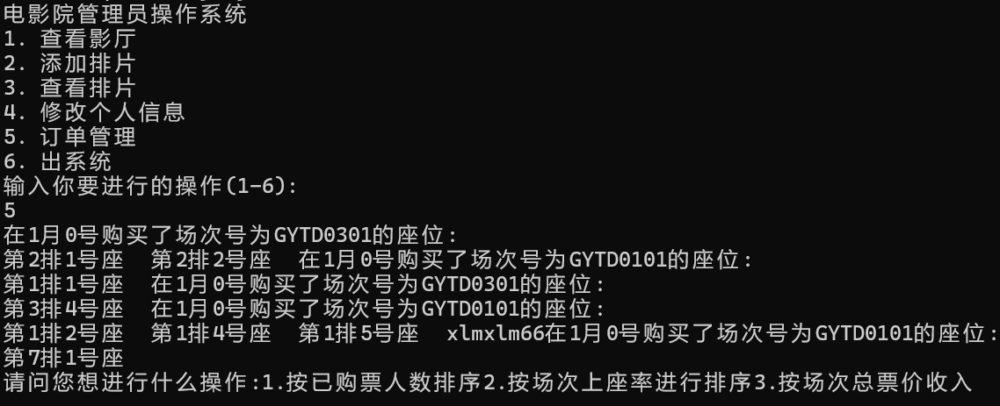 电影院管理员操作系统
1. 查看影厅
2. 添加排片
3. 查看排片
4. 修改个人信息
5. 订单管理
6. 出系统
输入你要进行的操作(1-6):
5
在1月0号购买了场次号为GYTD0301的座位:
第2排1号座  第2排2号座  在1月0号购买了场次号为GYTD0101的座位:
第1排1号座  在1月0号购买了场次号为GYTD0301的座位:
第3排4号座  在1月0号购买了场次号为GYTD0101的座位:
第1排2号座  第1排4号座  第1排5号座  xlmxlm66在1月0号购买了场次号为GYTD0101的座位:
第7排1号座
请问您想进行什么操作:1.按已购票人数排序2.按场次上座率进行排序3.按场次总票价收入